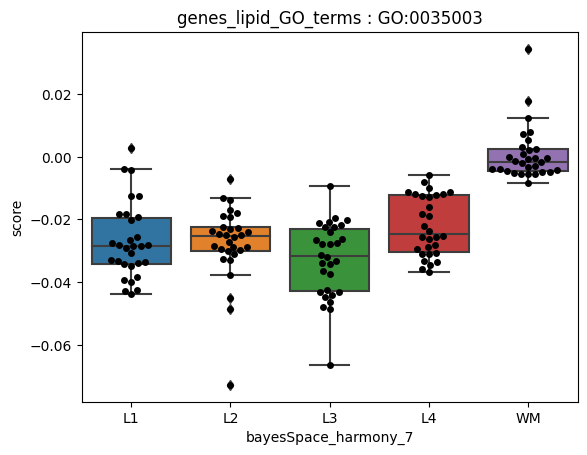 genes_lipid_GO_terms : GO:0035003
0.02
0.00
−0.02
−0.04
−0.06
score
L1 L2 L3 L4 WM
bayesSpace_harmony_7